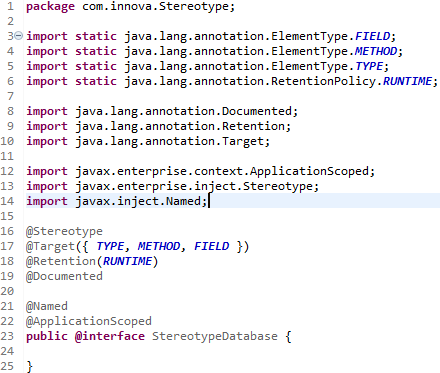 1 package com.innova.Stereotype;
2
3 import static java.lang.annotation.ElementType.FIELD;
4 import static java.lang.annotation.ElementType.METHOD;
5 import static java.lang.annotation.ElementType.TYPE;
6 import static java.lang.annotation.RetentionPolicy.RUNTIME;
7
8 import java.lang.annotation.Documented;
9 import java.lang.annotation.Retention;
10 import java.lang.annotation.Target;
11
12 import javax.enterprise.context.ApplicationScoped;
13 import javax.enterprise.inject.Stereotype;
14 import javax.inject.Named;
15
16 @Stereotype
17 @Target({ TYPE, METHOD, FIELD })
18 @Retention(RUNTIME)
19 @Documented
20
21 @Named
22 @ApplicationScoped
23 public @interface StereotypeDatabase {
24
25 }